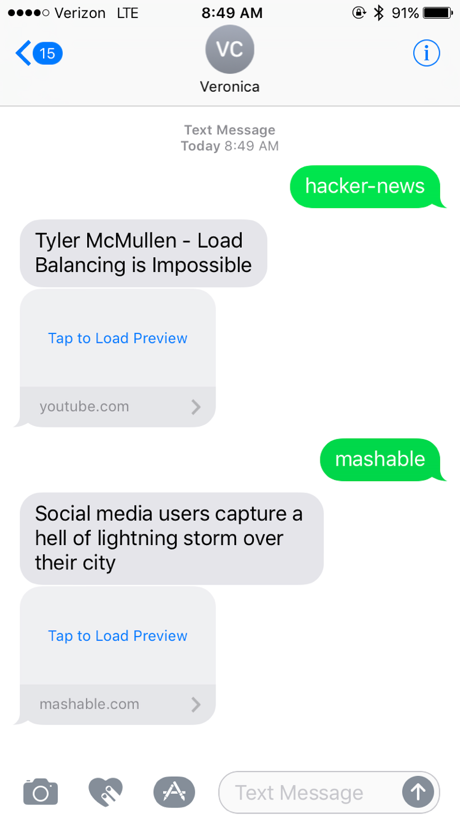 Verizon LTE 8:49 AM 91%
15
VC
Veronica
Text Message
Today 8:49 AM
hacker-news
Tyler McMullen - Load
Balancing is Impossible
Tap to Load Preview
youtube.com
mashable
Social media users capture a
hell of lightning storm over
their city
Tap to Load Preview
mashable.com
Text Message